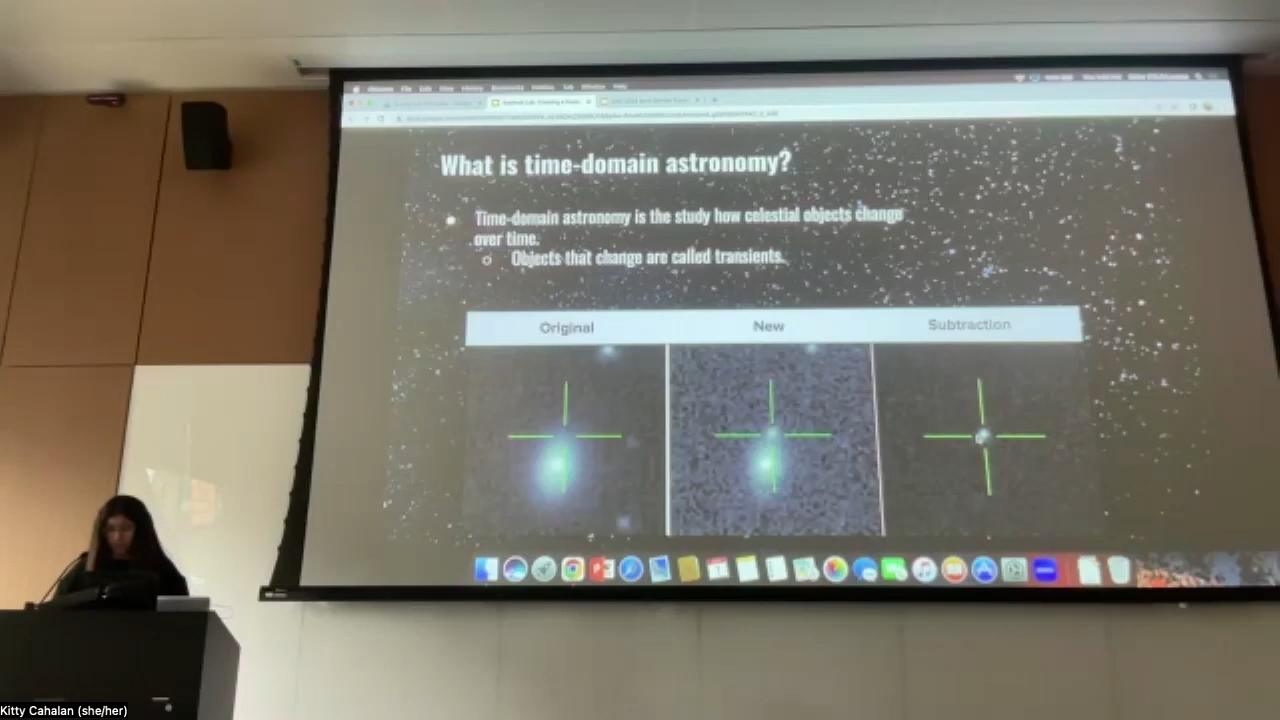 What is time-domain astronomy?
Time-domain astronomy is the study how celestial objects change
over time.
Objects that change are called transients.
Original New Subtraction
Kitty Cahalan (she/her)